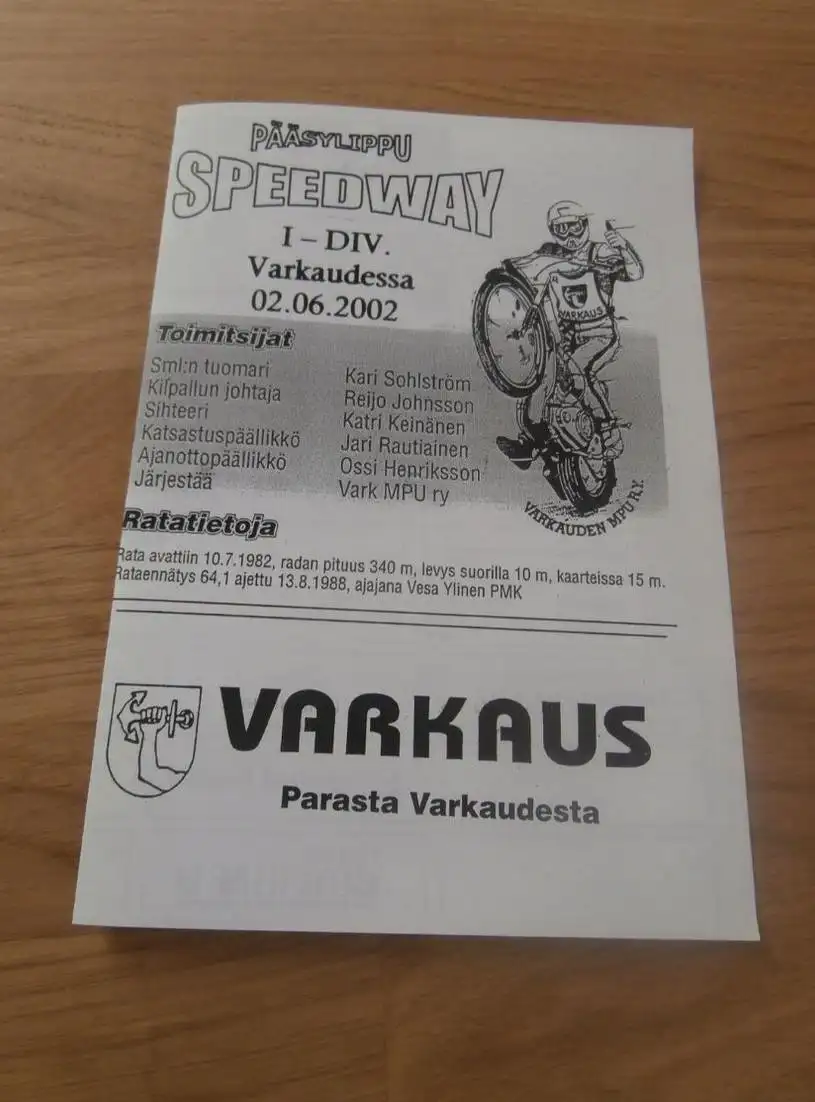 PÄÄSYLIPPU
SPEEDWAY
I – DIV.
Varkaudessa
02.06.2002
Toimitsijat
Sml:n tuomari Kari Sohlström
Kilpailun johtaja Reijo Johnsson
Sihteeri Katri Keinänen
Katsastuspäällikkö Jari Rautiainen
Ajanottopäällikkö Ossi Henriksson
Järjestää Vark MPU ry
WARKAUS
VARKAUDEN MPU R.Y.
Ratatietoja
Rata avattiin 10.7.1982, radan pituus 340 m, levys suorilla 10 m, kaarteissa 15 m.
Rataennätys 64,1 ajettu 13.8.1988, ajajana Vesa Ylinen PMK
VARKAUS
Parasta Varkaudesta